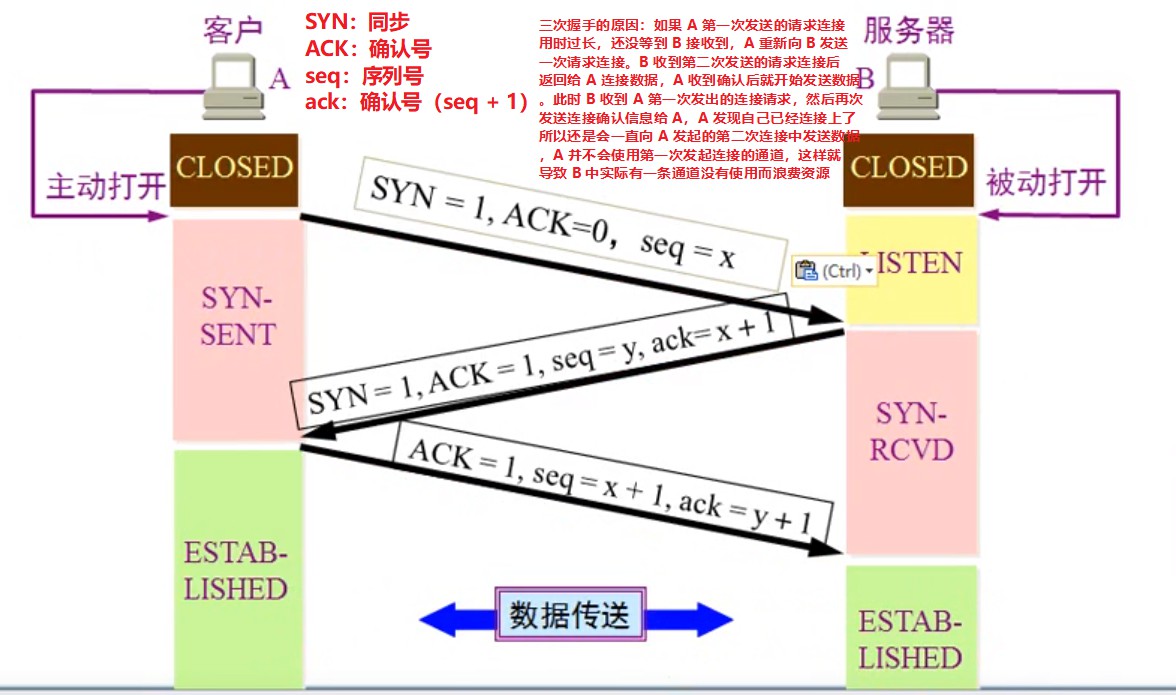 客户
SYN：同步
ACK：确认号
seq：序列号
ack：确认号（seq + 1）
三次握手的原因：如果 A 第一次发送的请求连接
用时过长，还没等到 B 接收到，A 重新向 B 发送
一次请求连接。B 收到第二次发送的请求连接后
返回给 A 连接数据，A 收到确认后就开始发送数据
。此时 B 收到 A 第一次发出的连接请求，然后再次
发送连接确认信息给 A，A 发现自己已经连接上了
所以还是会一直向 A 发起的第二次连接中发送数据
，A 并不会使用第一次发起连接的通道，这样就
导致 B 中实际有一条通道没有使用而浪费资源
服务器
A
B
CLOSED
CLOSED
主动打开
被动打开
SYN = 1, ACK=0，seq = x
(Ctrl)
LISTEN
SYN-
SENT
SYN = 1, ACK = 1, seq = y, ack= x + 1
SYN-
RCVD
ACK = 1, seq = x + 1, ack = y + 1
ESTAB-
LISHED
数据传送
ESTAB-
LISHED